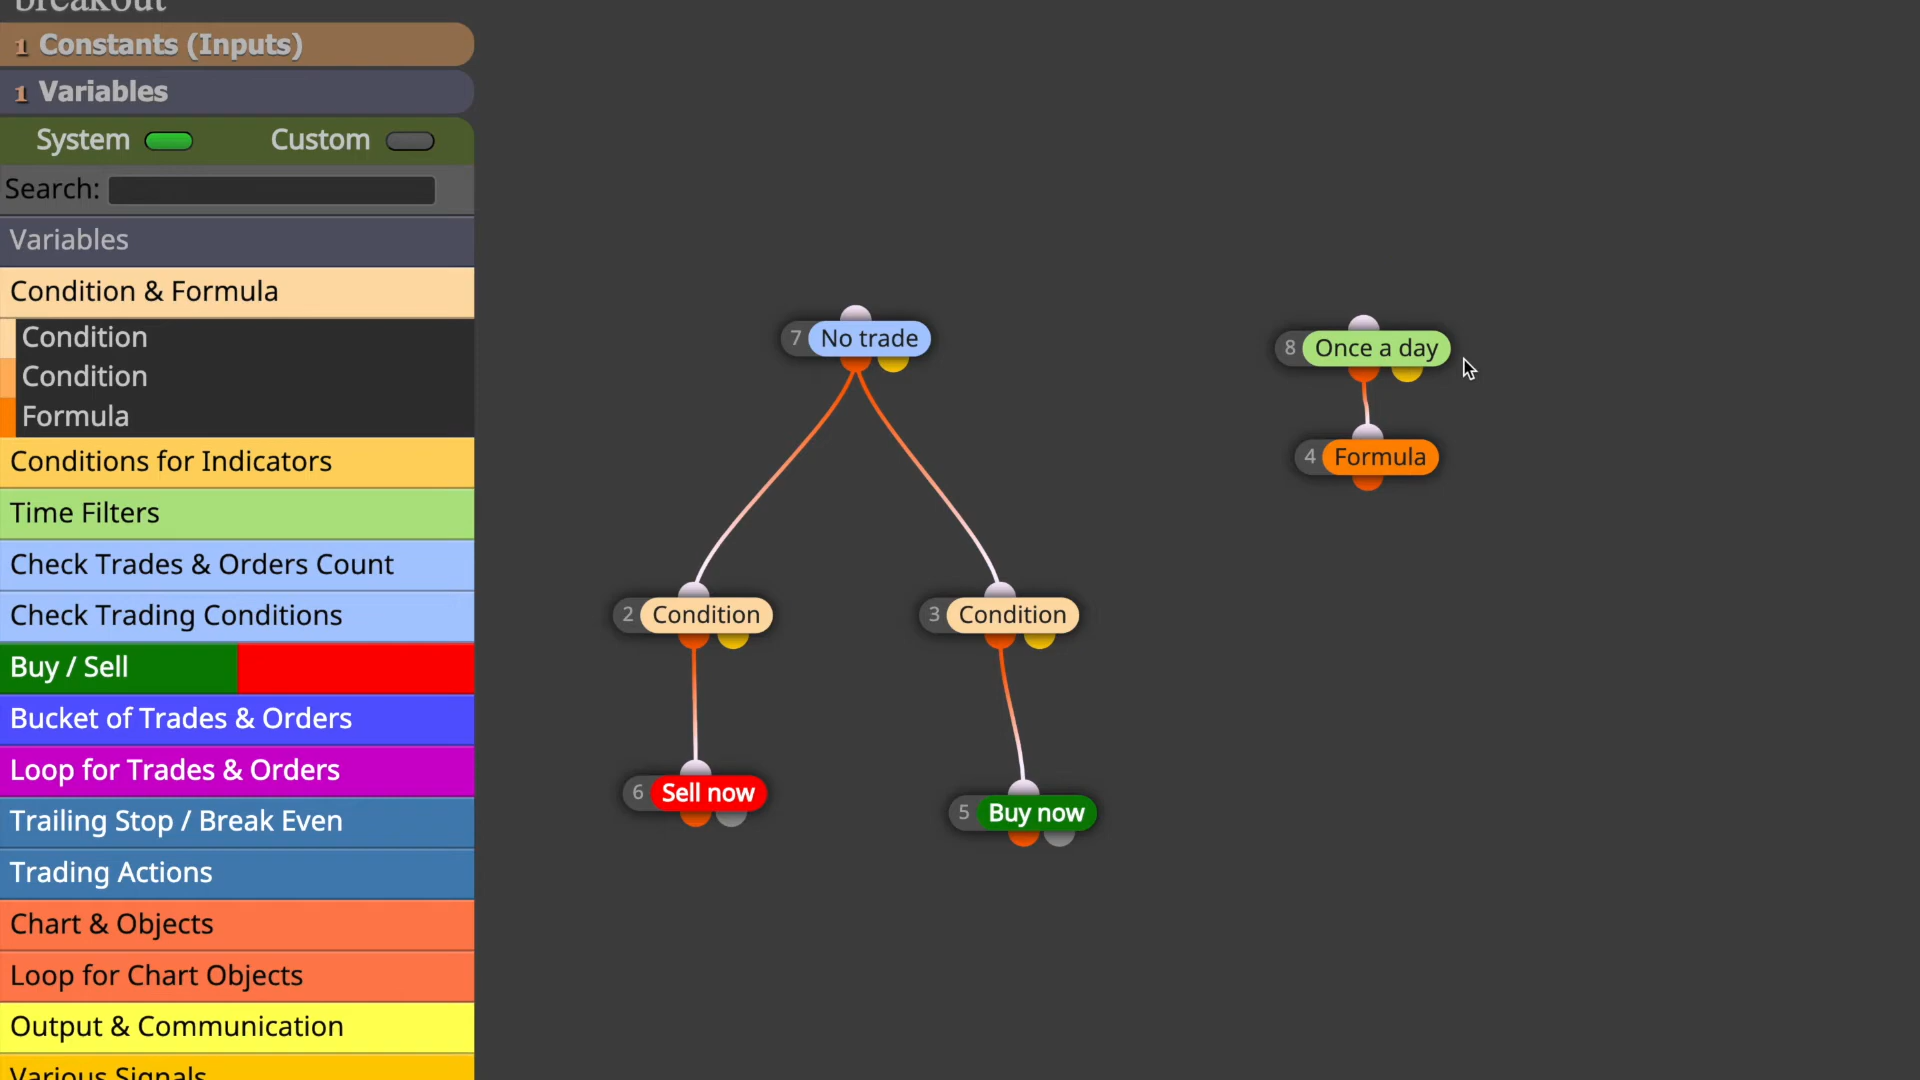 breakout
1 Constants (Inputs)
1 Variables
System Custom
Search:
Variables
Condition & Formula
Condition
Condition
Formula
Conditions for Indicators
Time Filters
Check Trades & Orders Count
Check Trading Conditions
Buy / Sell
Bucket of Trades & Orders
Loop for Trades & Orders
Trailing Stop / Break Even
Trading Actions
Chart & Objects
Loop for Chart Objects
Output & Communication
Various Signals
7 No trade
8 Once a day
4 Formula
2 Condition
3 Condition
6 Sell now
5 Buy now